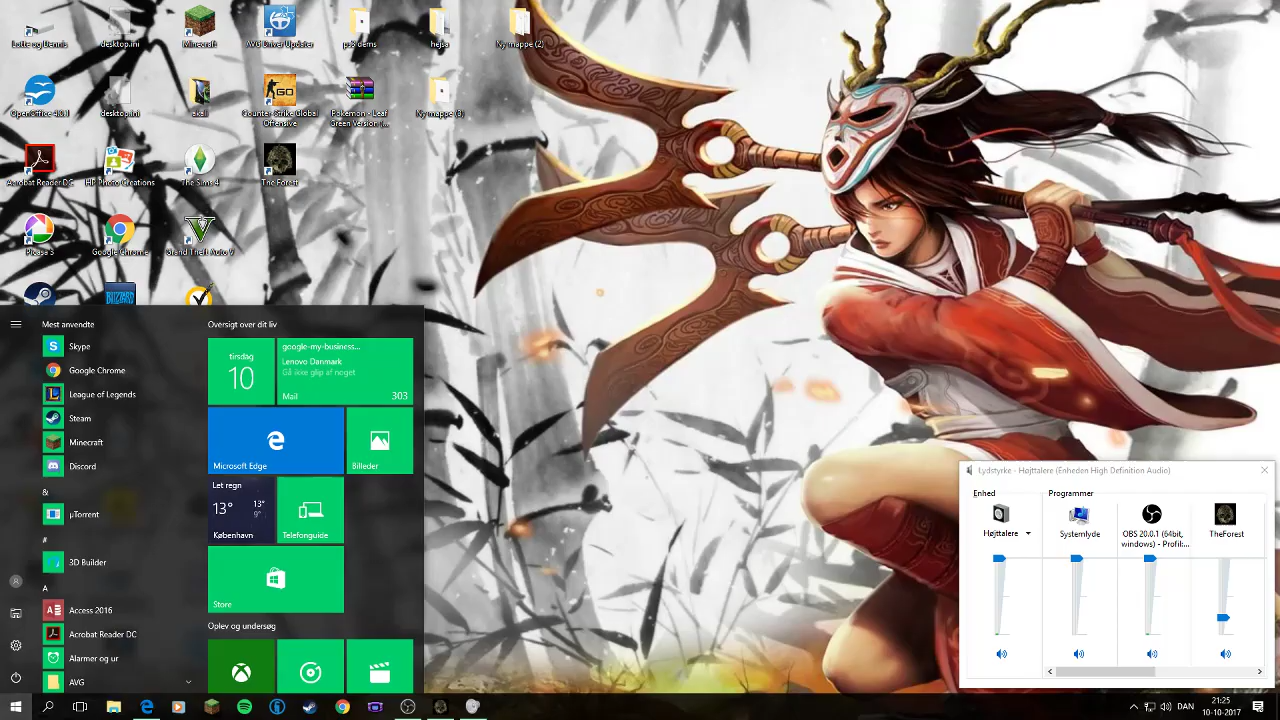 Lotte og Dennis
desktop.ini
Minecraft
AVG Driver Updater
ps3 dems
hejsa
Ny mappe (2)
OpenOffice 4.0.1
desktop.ini
aksel
Counter-Strike Global
Offensive
Pokemon - Leaf
Green Version (...
Ny mappe (3)
Acrobat Reader DC
HP Photo Creations
The Sims 4
The Forest
Picasa 3
Google Chrome
Grand Theft Auto V
BLIZZARD
Mest anvendte
Skype
Google Chrome
League of Legends
Steam
Minecraft
Discord
&
µTorrent
#
3D Builder
A
Access 2016
Acrobat Reader DC
Alarmer og ur
AVG
Oversigt over dit liv
tirsdag
10
google-my-business...
Lenovo Danmark
Gå ikke glip af noget
Mail
303
Microsoft Edge
Billeder
Let regn
13°
13°
9°
København
Telefonguide
Store
Oplev og undersøg
Lydstyrke - Højttalere (Enheden High Definition Audio)
Enhed
Programmer
Højttalere
Systemlyde
OBS 20.0.1 (64bit,
windows) - Profil:...
TheForest
DAN
21:25
10-10-2017